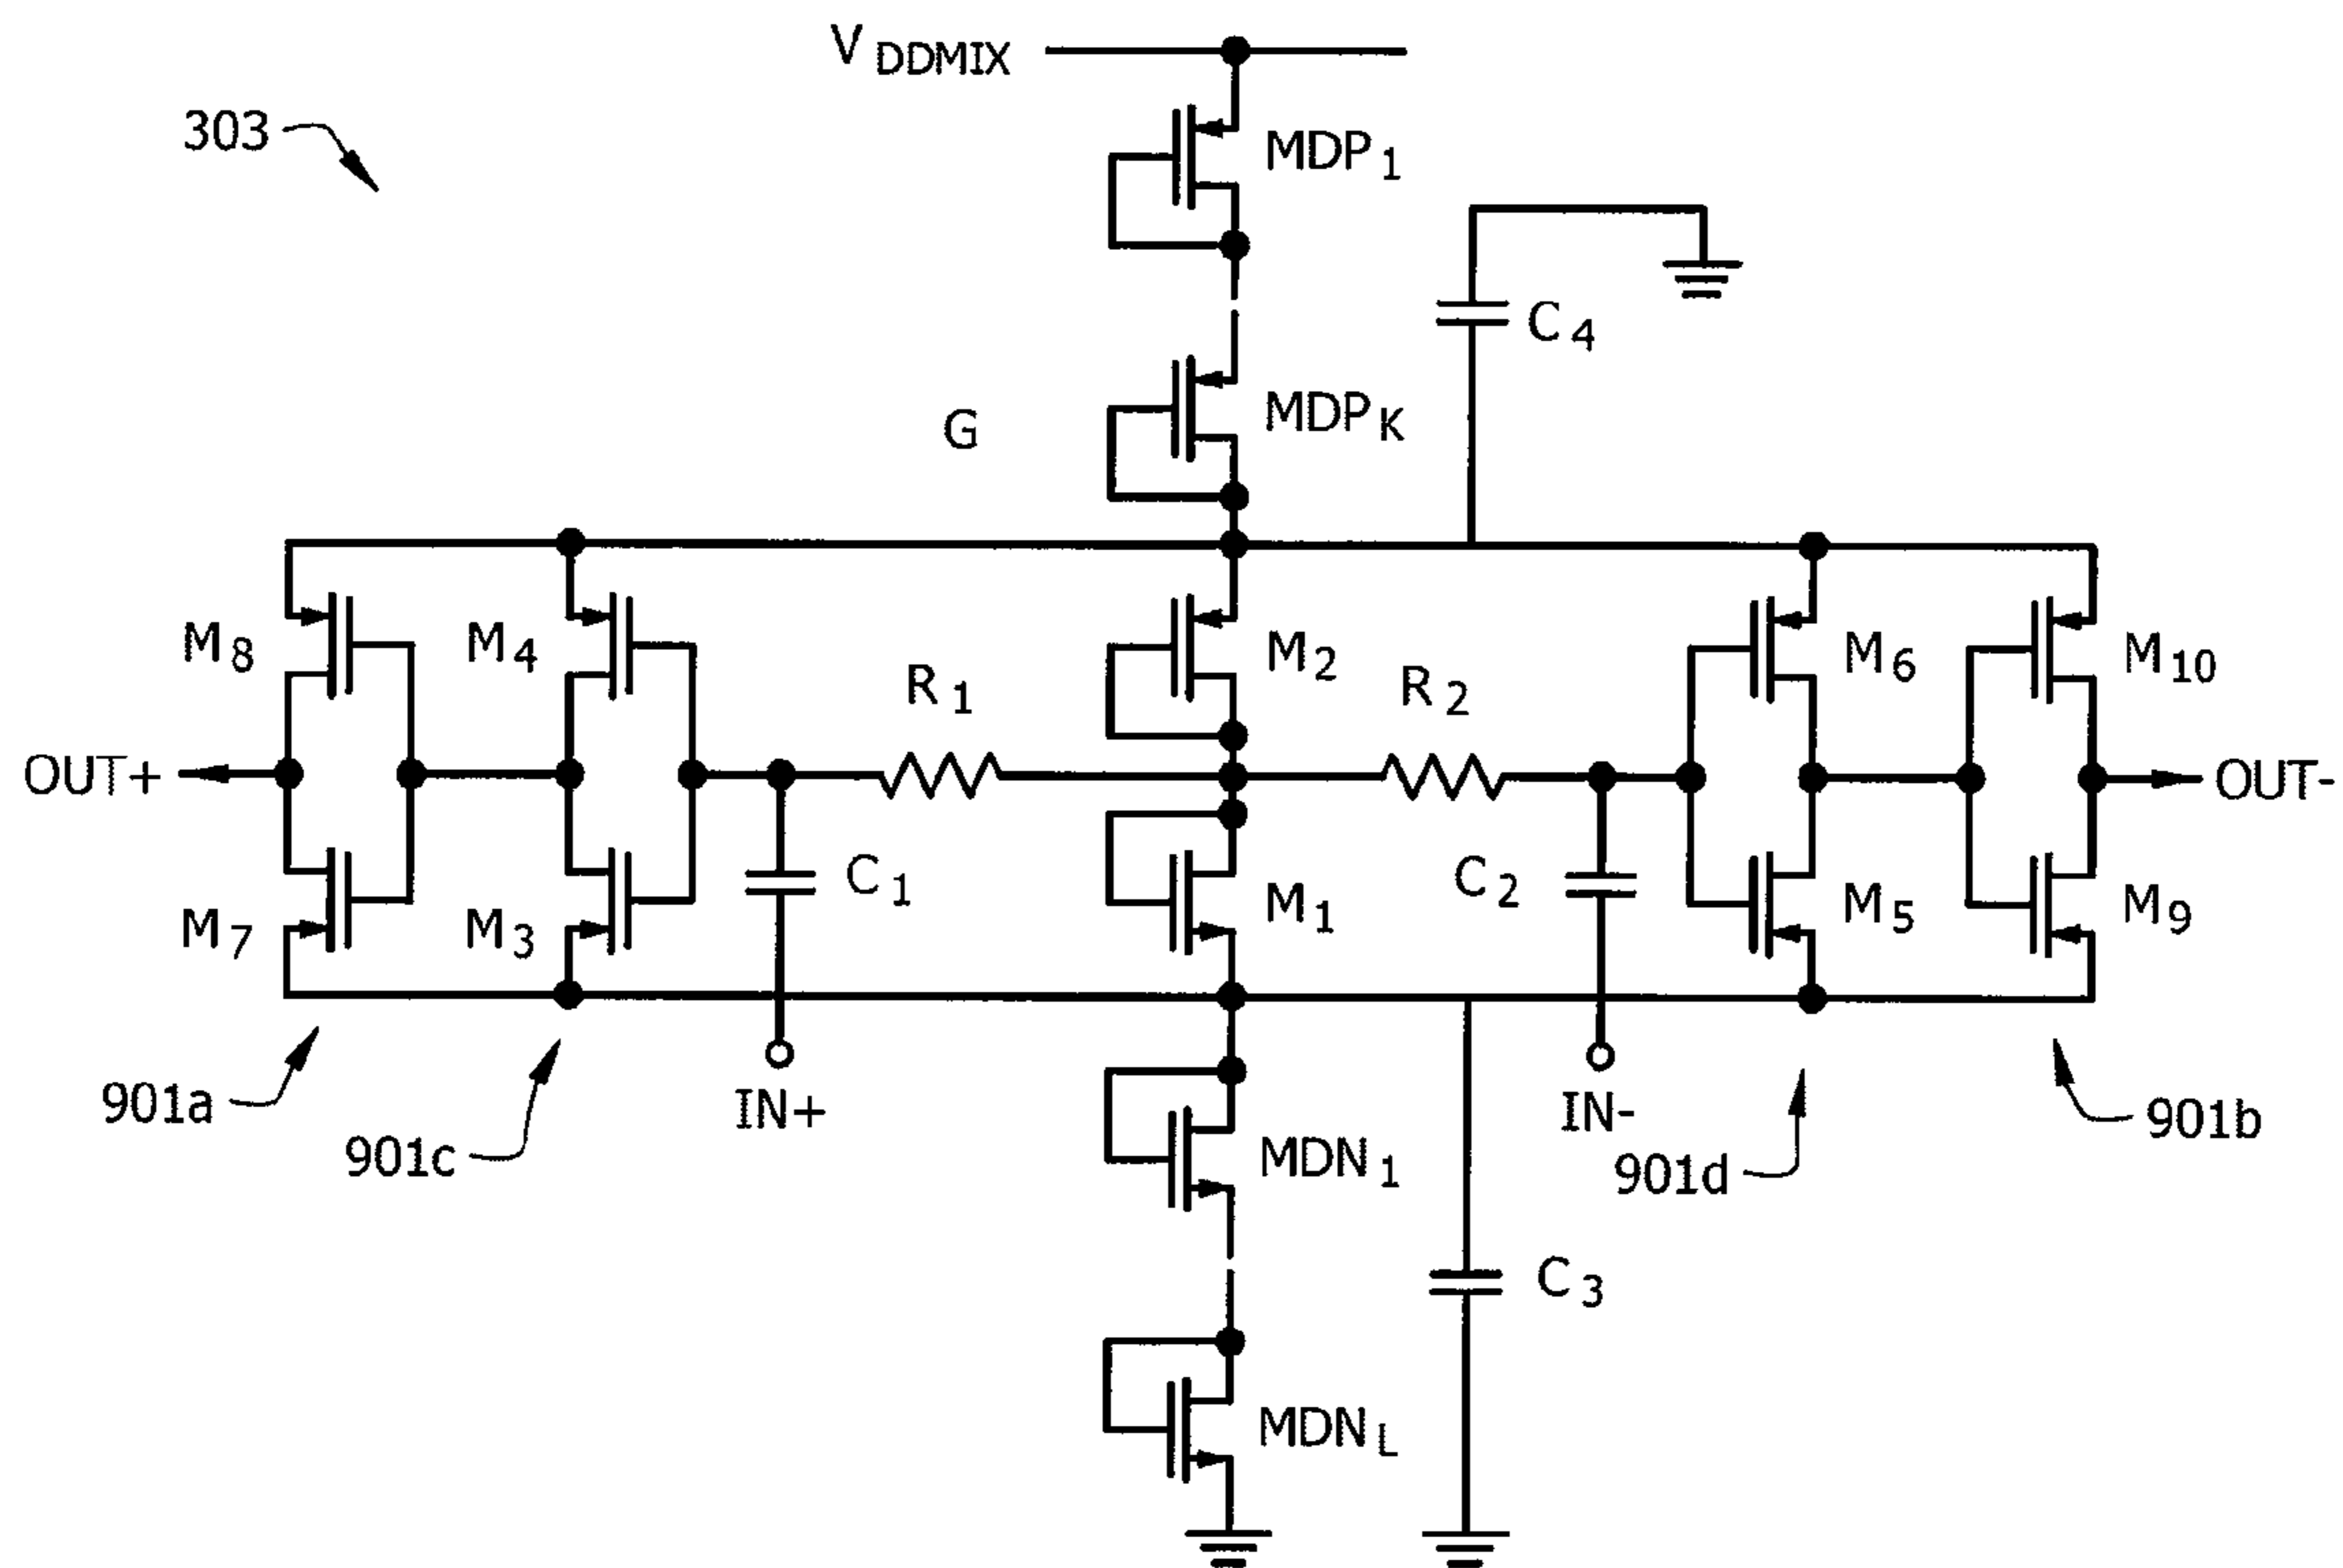 V DDMIX
303
MDP 1
C 4
G
MDP K
M 8
M 4
R 1
M 2
R 2
M 6
M 10
OUT+
OUT-
M 7
M 3
C 1
M 1
C 2
M 5
M 9
901a
901c
IN+
IN-
901d
901b
MDN 1
C 3
MDN L